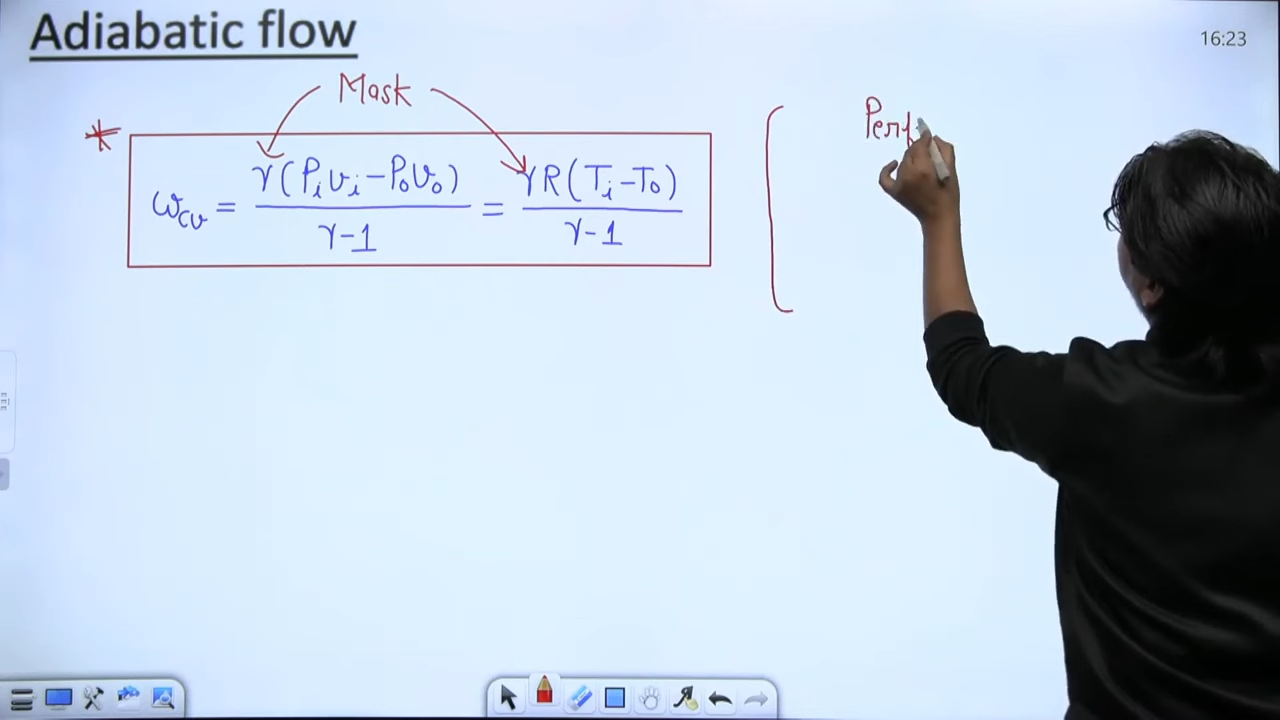 Adiabatic flow
16:23
Mask
* ω_cv = γ(P_i v_i − P_o v_o) / γ−1 = γR(T_i − T_o) / γ−1
Perf